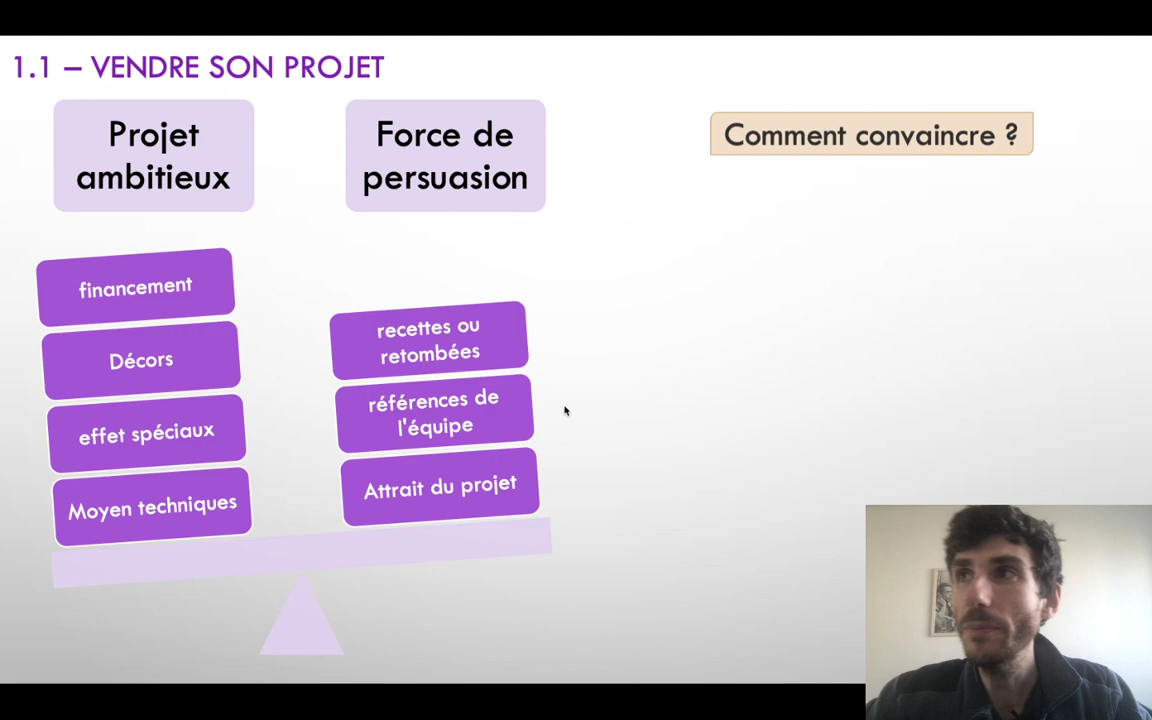 1.1 – VENDRE SON PROJET
Projet
ambitieux
Force de
persuasion
Comment convaincre ?
financement
Décors
effet spéciaux
Moyen techniques
recettes ou
retombées
références de
l'équipe
Attrait du projet